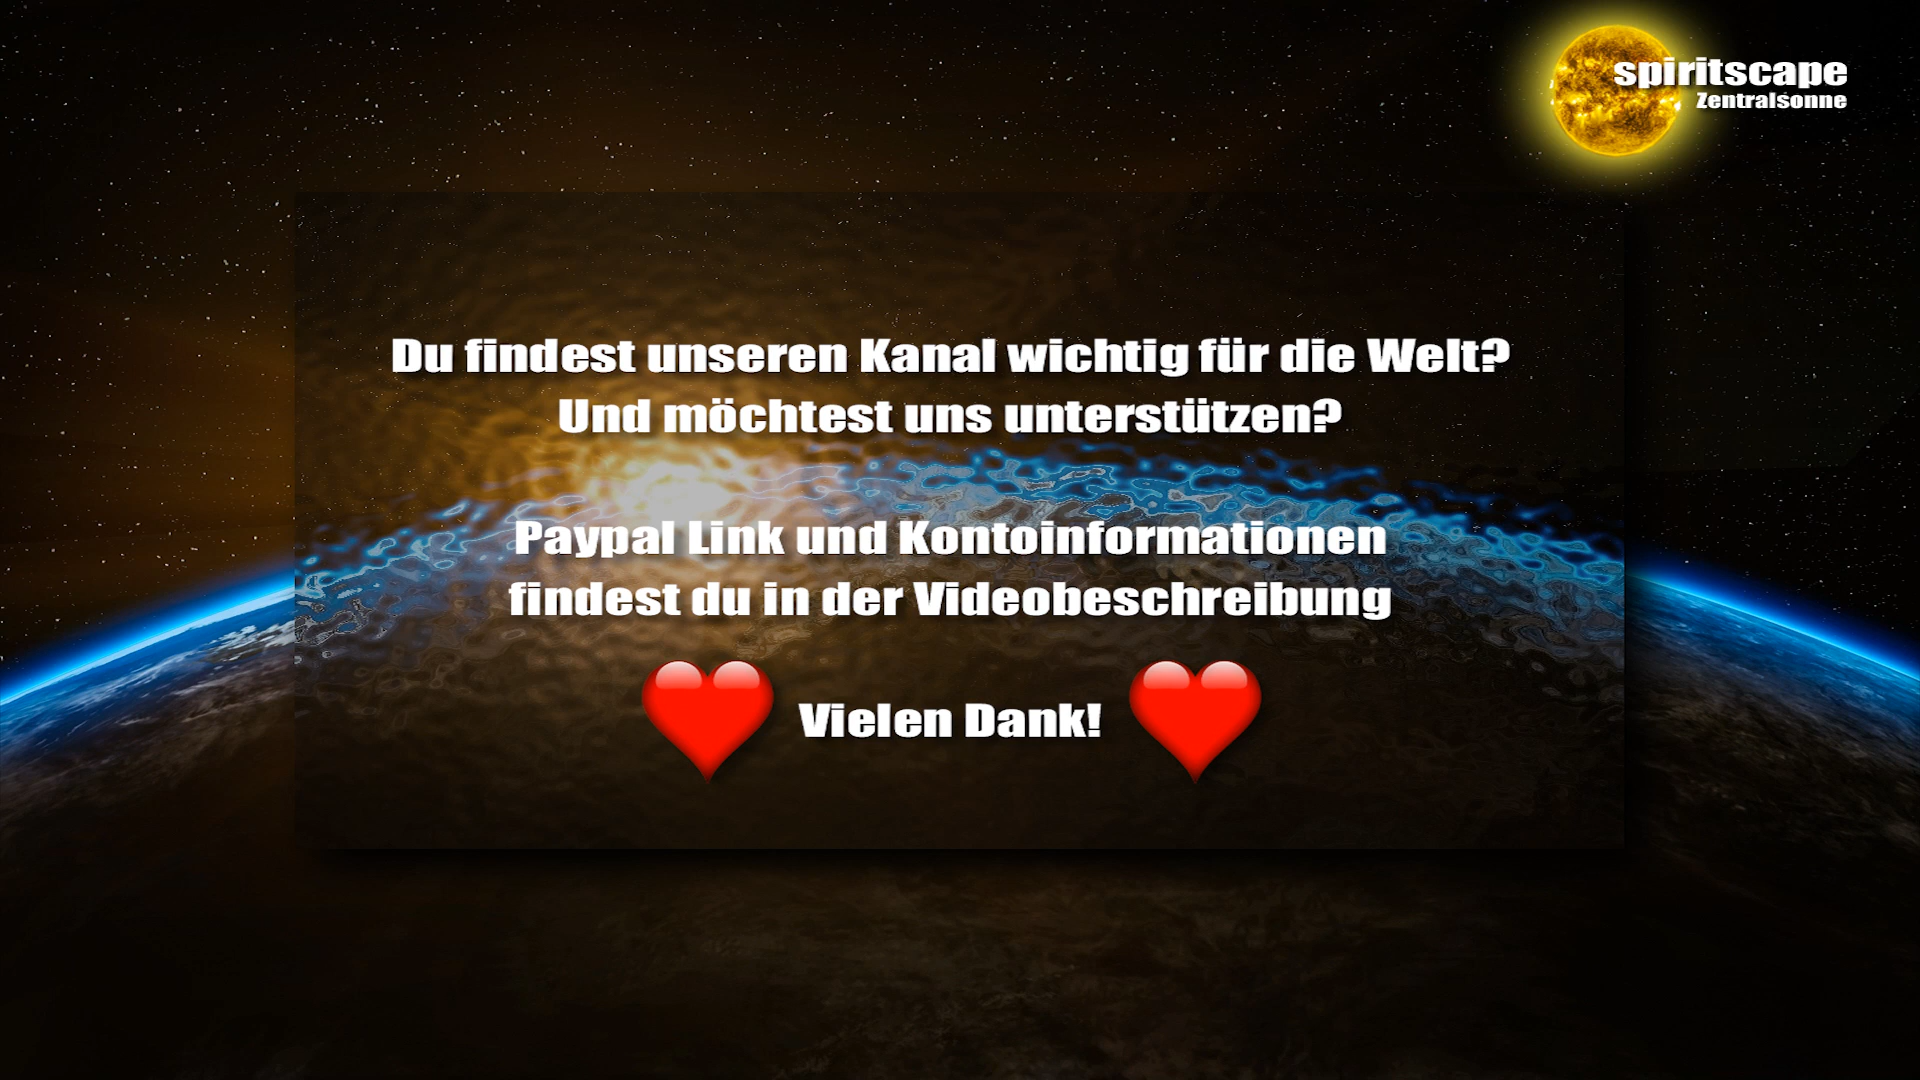 spiritscape
Zentralsonne
Du findest unseren Kanal wichtig für die Welt?
Und möchtest uns unterstützen?
Paypal Link und Kontoinformationen
findest du in der Videobeschreibung
Vielen Dank!